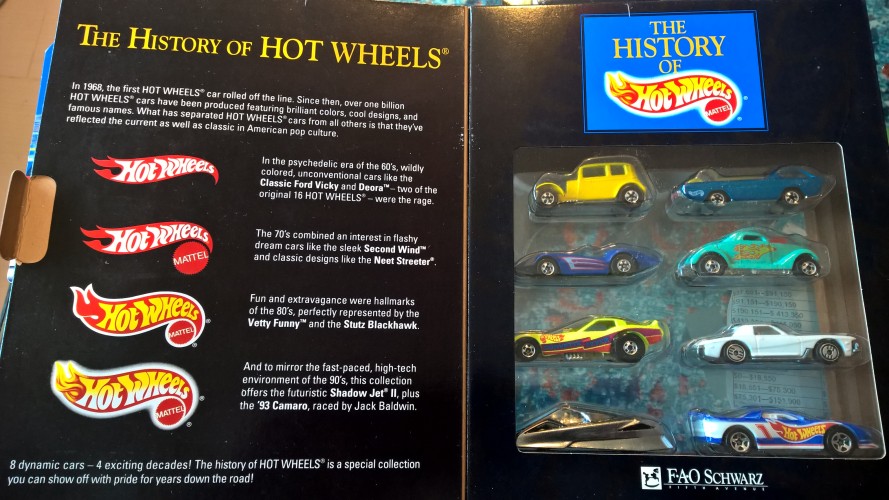 THE HISTORY OF HOT WHEELS®
In 1968, the first HOT WHEELS® car rolled off the line. Since then, over one billion
HOT WHEELS® cars have been produced featuring brilliant colors, cool designs, and
famous names. What has separated HOT WHEELS® cars from all others is that they've
reflected the current as well as classic in American pop culture.
Hot Wheels
In the psychedelic era of the 60's, wildly
colored, unconventional cars like the
Classic Ford Vicky and Deora™ – two of the
original 16 HOT WHEELS® – were the rage.
Hot Wheels
MATTEL
The 70's combined an interest in flashy
dream cars like the sleek Second Wind™
and classic designs like the Neet Streeter®.
Hot Wheels®
MATTEL
Fun and extravagance were hallmarks
of the 80's, perfectly represented by the
Vetty Funny™ and the Stutz Blackhawk.
Hot Wheels®
MATTEL
And to mirror the fast-paced, high-tech
environment of the 90's, this collection
offers the futuristic Shadow Jet® II, plus
the '93 Camaro, raced by Jack Baldwin.
8 dynamic cars – 4 exciting decades! The history of HOT WHEELS® is a special collection
you can show off with pride for years down the road!
THE
HISTORY
OF
Hot Wheels®
MATTEL
1
Hot Wheels
F·A·O SCHWARZ
FIFTH AVENUE